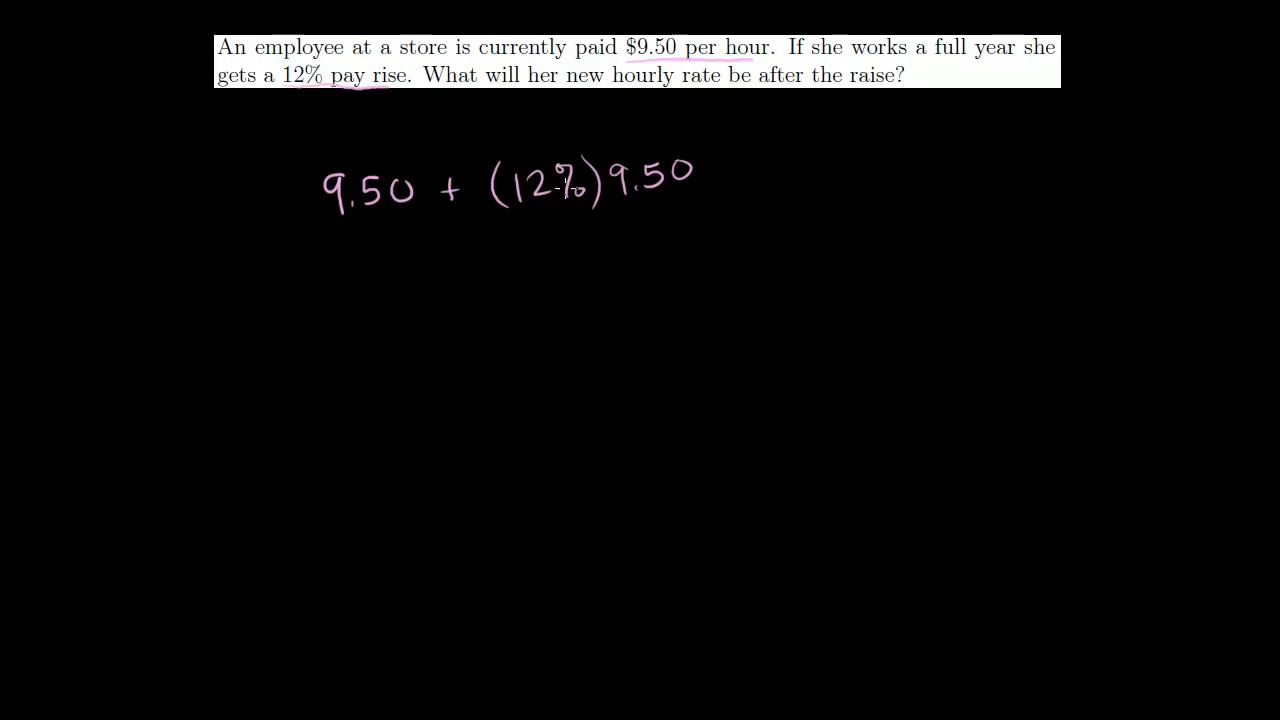 An employee at a store is currently paid $9.50 per hour. If she works a full year she
gets a 12% pay rise. What will her new hourly rate be after the raise?
9.50 + (12%) 9.50